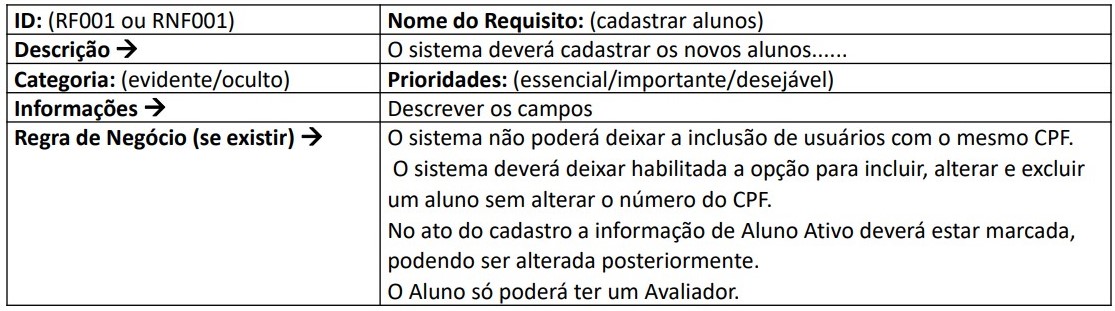 ID: (RF001 ou RNF001) Nome do Requisito: (cadastrar alunos)
Descrição → O sistema deverá cadastrar os novos alunos......
Categoria: (evidente/oculto) Prioridades: (essencial/importante/desejável)
Informações → Descrever os campos
Regra de Negócio (se existir) → O sistema não poderá deixar a inclusão de usuários com o mesmo CPF.
O sistema deverá deixar habilitada a opção para incluir, alterar e excluir
um aluno sem alterar o número do CPF.
No ato do cadastro a informação de Aluno Ativo deverá estar marcada,
podendo ser alterada posteriormente.
O Aluno só poderá ter um Avaliador.